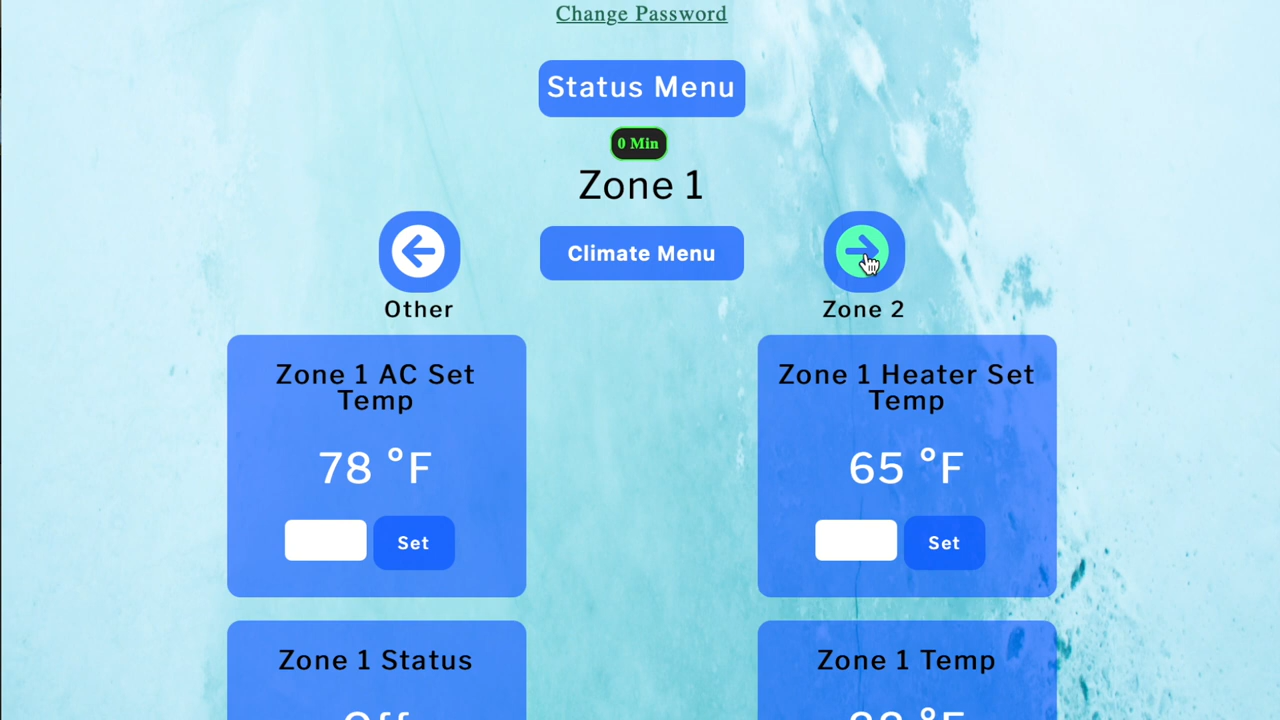 Change Password
Status Menu
0 Min
Zone 1
Climate Menu
Other
Zone 2
Zone 1 AC Set
Temp
78 °F
Set
Zone 1 Heater Set
Temp
65 °F
Set
Zone 1 Status
Off
Zone 1 Temp